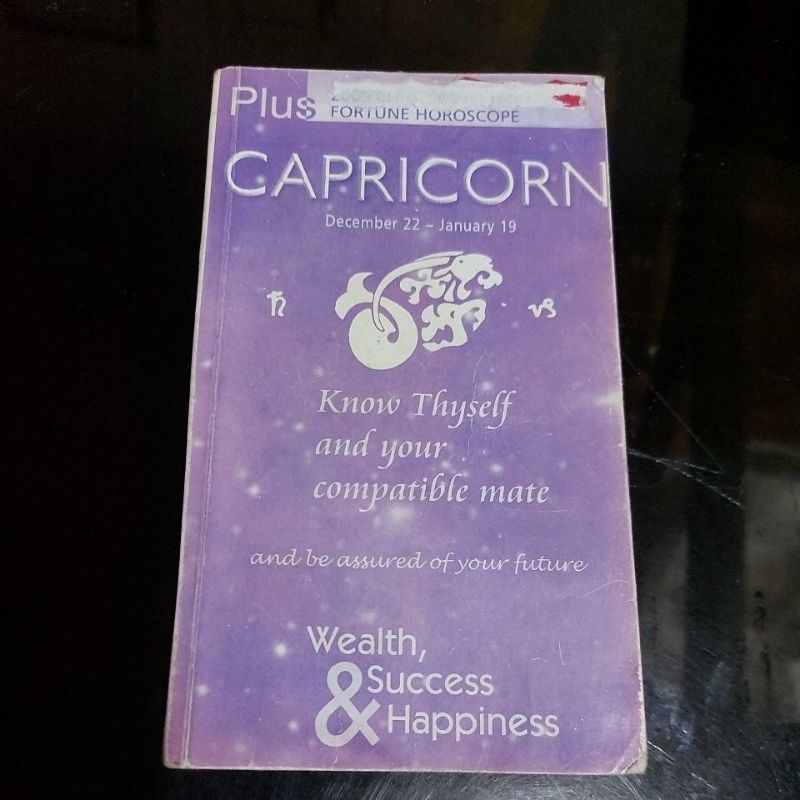 Plus
FORTUNE HOROSCOPE
CAPRICORN
December 22 – January 19
♄ ♑
Know Thyself
and your
compatible mate
and be assured of your future
Wealth,
& Success
Happiness